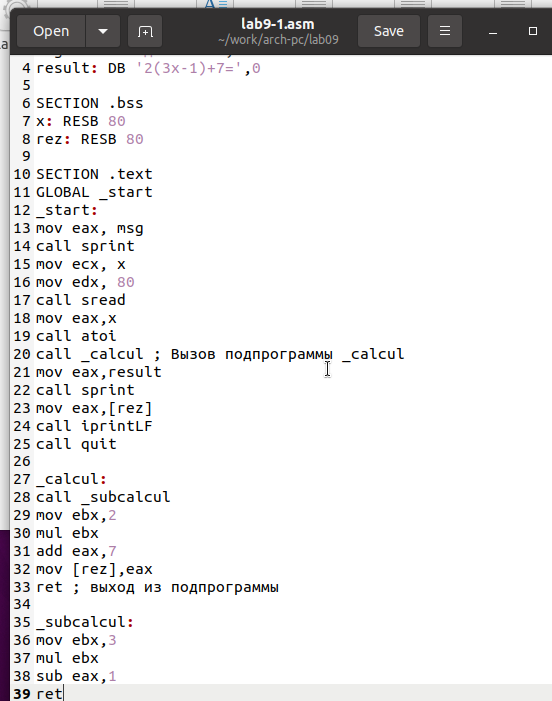 Open
lab9-1.asm
~/work/arch-pc/lab09
Save
4 result: DB '2(3x-1)+7=',0
5
6 SECTION .bss
7 x: RESB 80
8 rez: RESB 80
9
10 SECTION .text
11 GLOBAL _start
12 _start:
13 mov eax, msg
14 call sprint
15 mov ecx, x
16 mov edx, 80
17 call sread
18 mov eax,x
19 call atoi
20 call _calcul ; Вызов подпрограммы _calcul
21 mov eax,result
22 call sprint
23 mov eax,[rez]
24 call iprintLF
25 call quit
26
27 _calcul:
28 call _subcalcul
29 mov ebx,2
30 mul ebx
31 add eax,7
32 mov [rez],eax
33 ret ; выход из подпрограммы
34
35 _subcalcul:
36 mov ebx,3
37 mul ebx
38 sub eax,1
39 ret